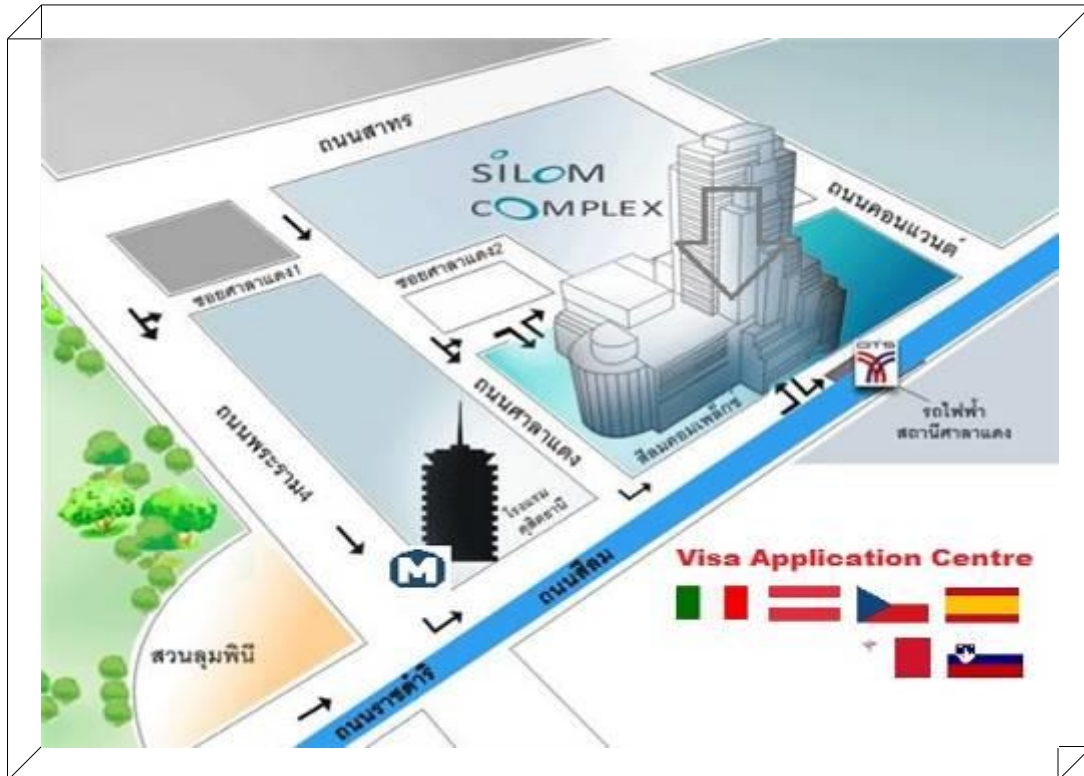 ถนนสาทร
SILOM
COMPLEX
ถนนคอนแวนต์
ซอยศาลาแดง1
ซอยศาลาแดง2
BTS
รถไฟฟ้า
สถานีศาลาแดง
ถนนศาลาแดง
สีลมคอมเพล็กซ์
ถนนพระราม4
โรงแรม
ดุสิตธานี
M
ถนนสีลม
Visa Application Centre
สวนลุมพินี
ถนนราชดำริ